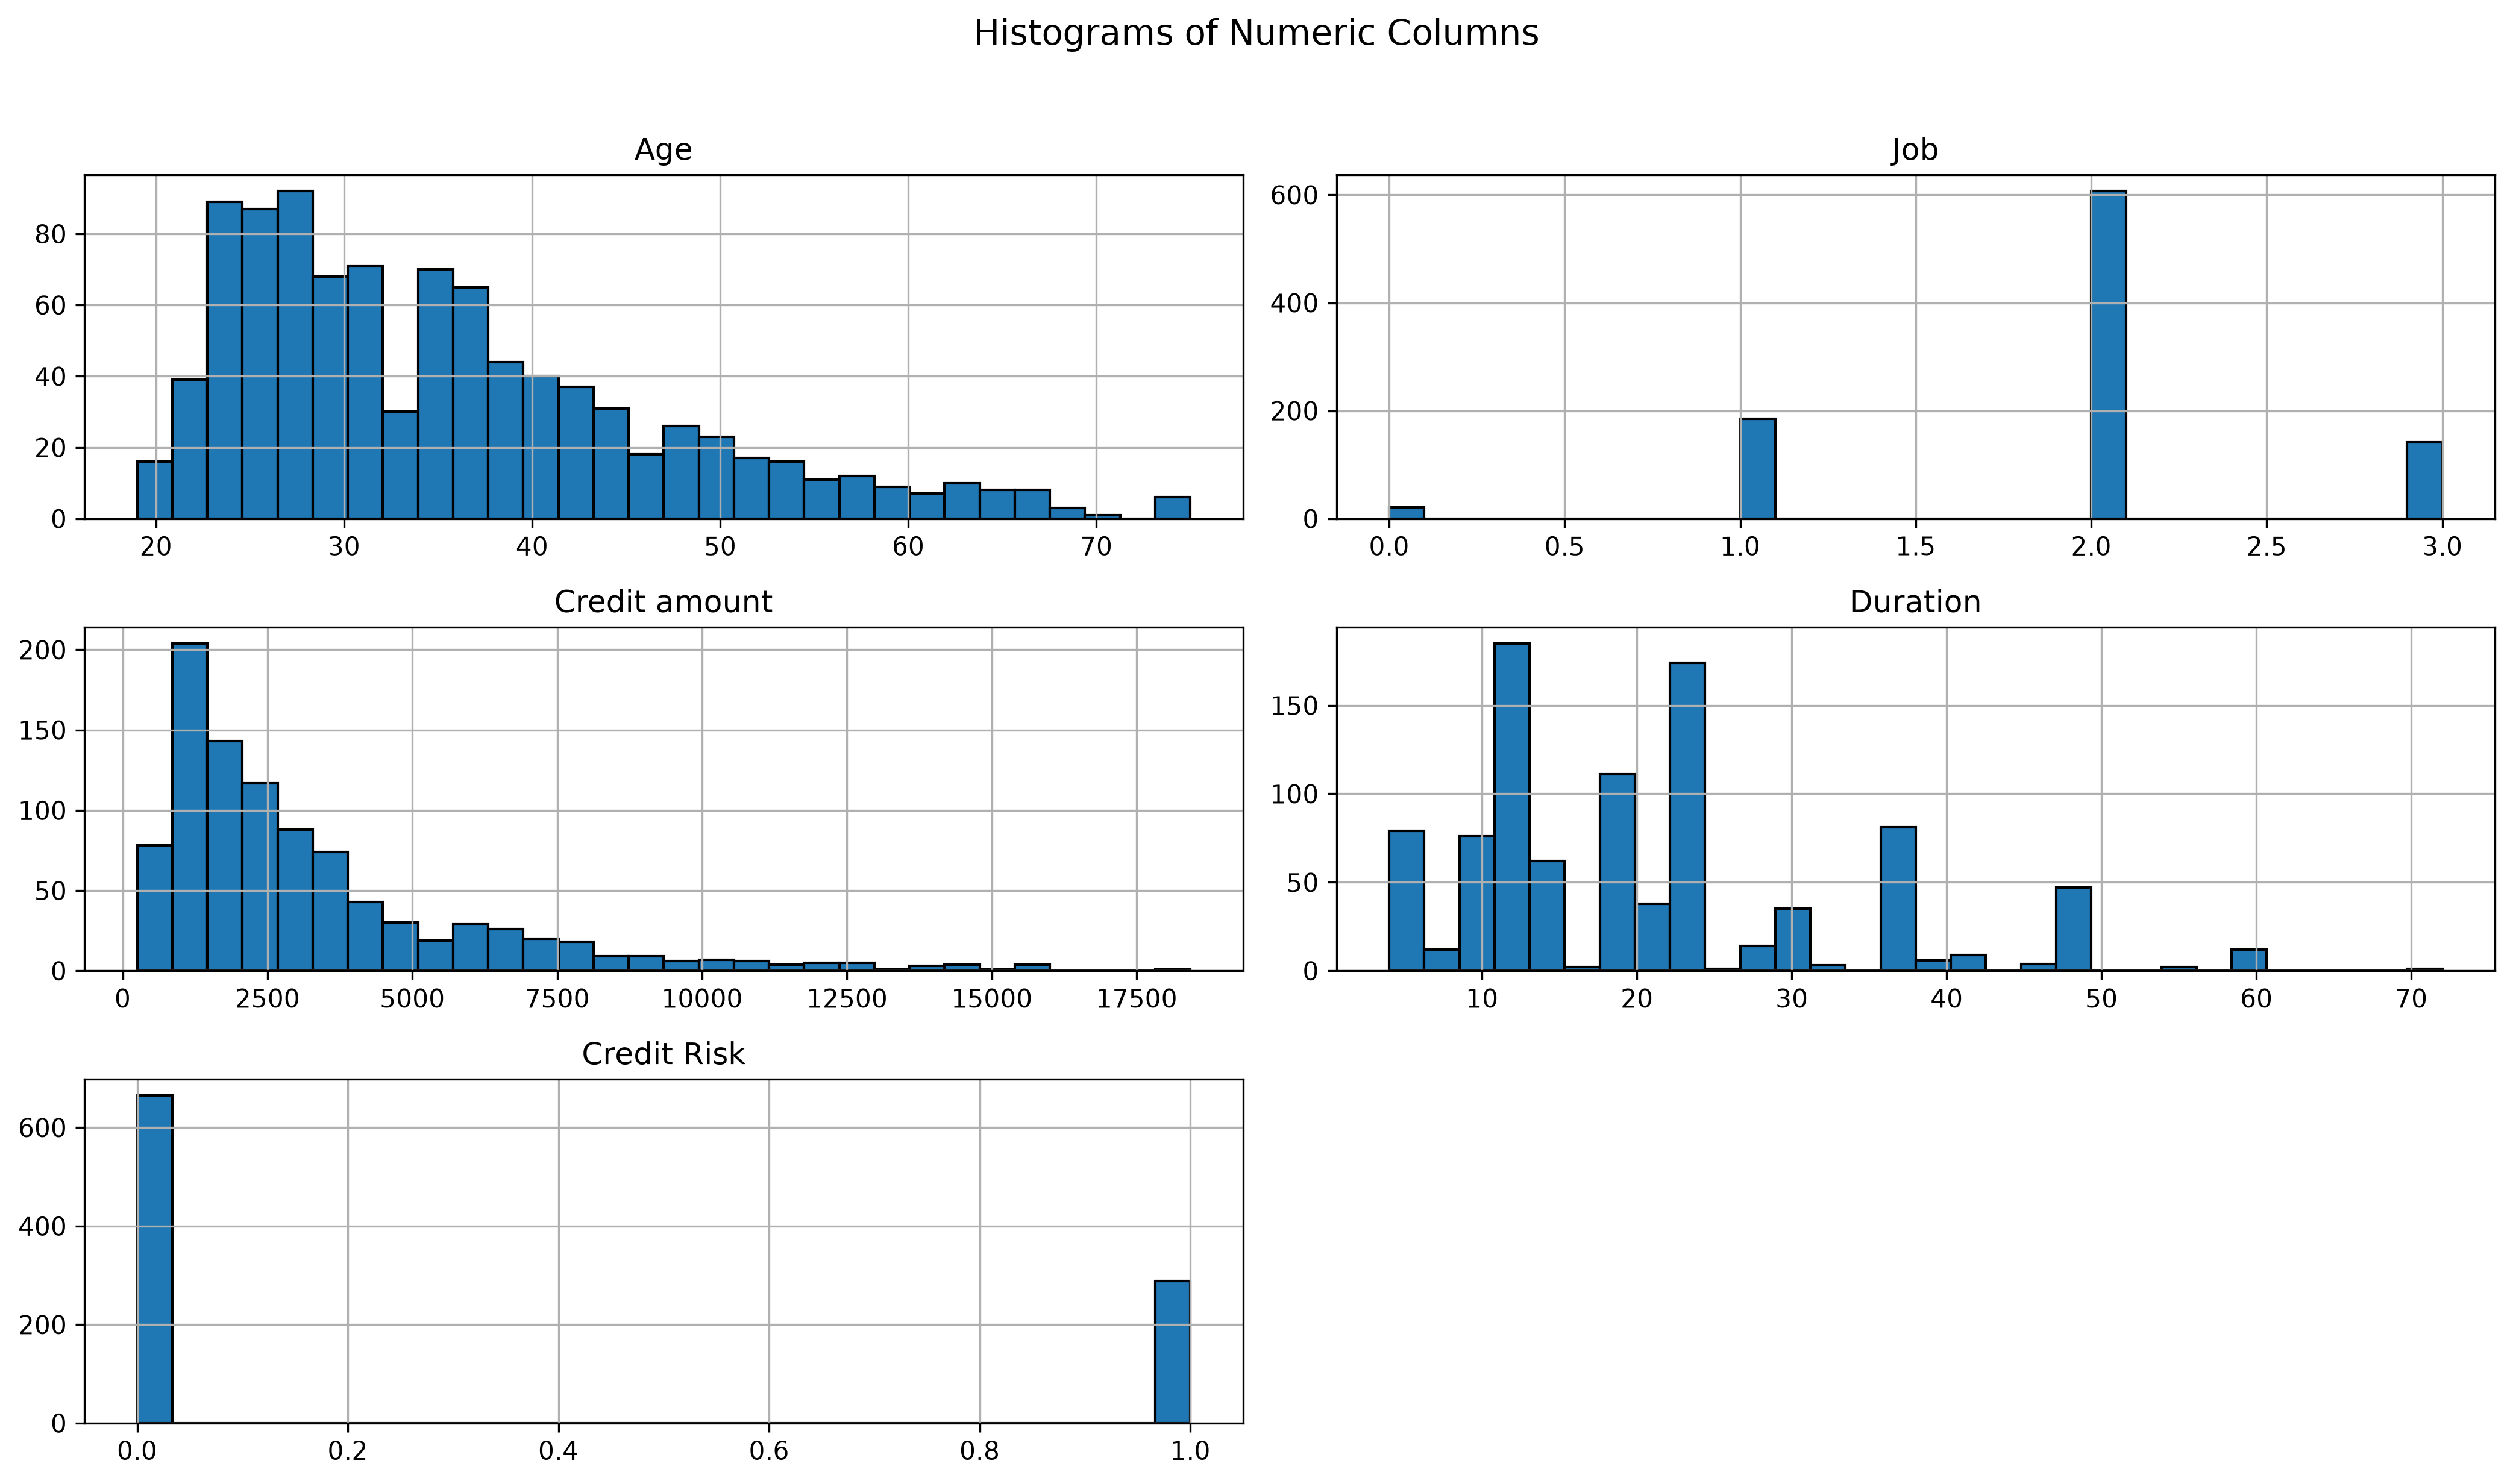 Histograms of Numeric Columns
Age
80
60
40
20
0
20 30 40 50 60 70
Job
600
400
200
0
0.0 0.5 1.0 1.5 2.0 2.5 3.0
Credit amount
200
150
100
50
0
0 2500 5000 7500 10000 12500 15000 17500
Duration
150
100
50
0
10 20 30 40 50 60 70
Credit Risk
600
400
200
0
0.0 0.2 0.4 0.6 0.8 1.0